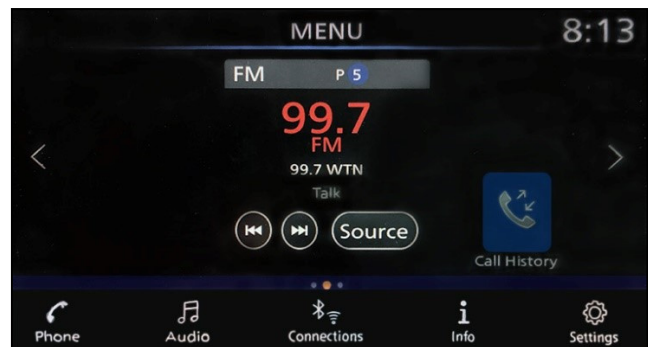 MENU
8:13
FM P 5
99.7
FM
99.7 WTN
Talk
Source
Call History
Phone Audio Connections Info Settings